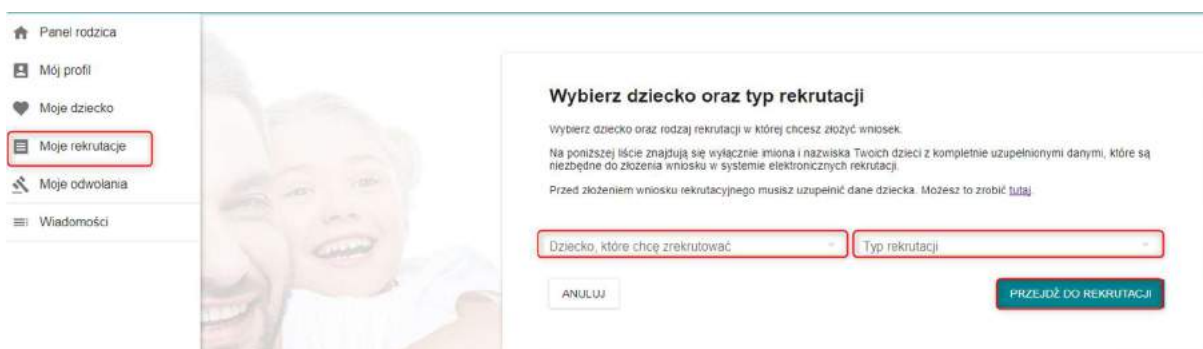 Panel rodzica
Mój profil
Moje dziecko
Moje rekrutacje
Moje odwołania
Wiadomości
Wybierz dziecko oraz typ rekrutacji
Wybierz dziecko oraz rodzaj rekrutacji w której chcesz złożyć wniosek.
Na poniższej liście znajdują się wyłącznie imiona i nazwiska Twoich dzieci z kompletnie uzupełnionymi danymi, które są
niezbędne do złożenia wniosku w systemie elektronicznych rekrutacji.
Przed złożeniem wniosku rekrutacyjnego musisz uzupełnić dane dziecka. Możesz to zrobić tutaj.
Dziecko, które chcę zrekrutować
Typ rekrutacji
ANULUJ
PRZEJDŹ DO REKRUTACJI